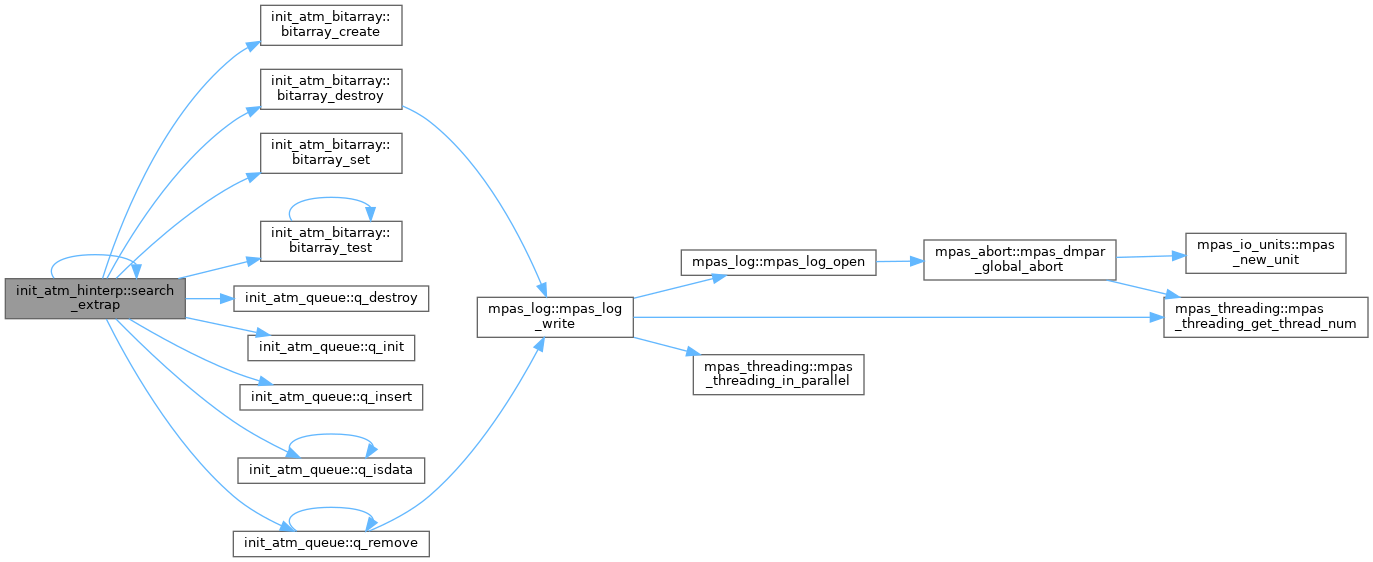 init_atm_bitarray::
bitarray_create
init_atm_bitarray::
bitarray_destroy
init_atm_bitarray::
bitarray_set
init_atm_bitarray::
bitarray_test
init_atm_hinterp::search
_extrap
init_atm_queue::q_destroy
init_atm_queue::q_init
init_atm_queue::q_insert
init_atm_queue::q_isdata
init_atm_queue::q_remove
mpas_log::mpas_log
_write
mpas_log::mpas_log_open
mpas_threading::mpas
_threading_in_parallel
mpas_abort::mpas_dmpar
_global_abort
mpas_io_units::mpas
_new_unit
mpas_threading::mpas
_threading_get_thread_num